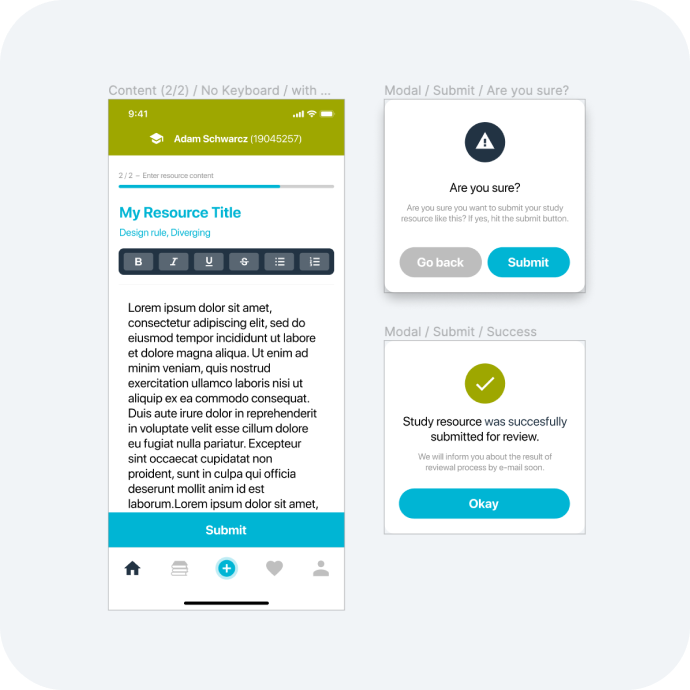 Content (2/2) / No Keyboard / with ...
9:41
Adam Schwarcz (19045257)
2 / 2 – Enter resource content
My Resource Title
Design rule, Diverging
B I U S
Lorem ipsum dolor sit amet,
consectetur adipiscing elit, sed do
eiusmod tempor incididunt ut labore
et dolore magna aliqua. Ut enim ad
minim veniam, quis nostrud
exercitation ullamco laboris nisi ut
aliquip ex ea commodo consequat.
Duis aute irure dolor in reprehenderit
in voluptate velit esse cillum dolore
eu fugiat nulla pariatur. Excepteur
sint occaecat cupidatat non
proident, sunt in culpa qui officia
deserunt mollit anim id est
laborum.Lorem ipsum dolor sit amet,
Submit
Modal / Submit / Are you sure?
Are you sure?
Are you sure you want to submit your study
resource like this? If yes, hit the submit button.
Go back
Submit
Modal / Submit / Success
Study resource was succesfully
submitted for review.
We will inform you about the result of
reviewal process by e-mail soon.
Okay